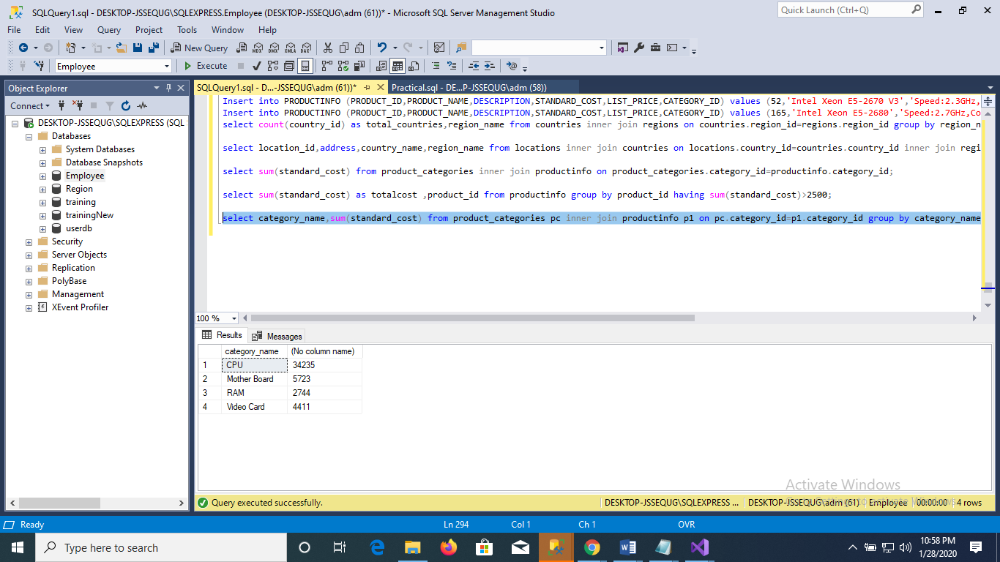 SQLQuery1.sql - DESKTOP-JSSEQUG\SQLEXPRESS.Employee (DESKTOP-JSSEQUG\adm (61))* - Microsoft SQL Server Management Studio
Quick Launch (Ctrl+Q)
File Edit View Query Project Tools Window Help
New Query MDX DMX XMLA DAX
Employee Execute
Object Explorer
SQLQuery1.sql - D...-JSSEQUG\adm (61))* Practical.sql - DE...P-JSSEQUG\adm (58))
Connect
DESKTOP-JSSEQUG\SQLEXPRESS (SQL
Databases
System Databases
Database Snapshots
Employee
Region
training
trainingNew
userdb
Security
Server Objects
Replication
PolyBase
Management
XEvent Profiler
Insert into PRODUCTINFO (PRODUCT_ID,PRODUCT_NAME,DESCRIPTION,STANDARD_COST,LIST_PRICE,CATEGORY_ID) values (52,'Intel Xeon E5-2670 V3','Speed:2.3GHz,
Insert into PRODUCTINFO (PRODUCT_ID,PRODUCT_NAME,DESCRIPTION,STANDARD_COST,LIST_PRICE,CATEGORY_ID) values (165,'Intel Xeon E5-2680','Speed:2.7GHz,Co
select count(country_id) as total_countries,region_name from countries inner join regions on countries.region_id=regions.region_id group by region_n
select location_id,address,country_name,region_name from locations inner join countries on locations.country_id=countries.country_id inner join regi
select sum(standard_cost) from product_categories inner join productinfo on product_categories.category_id=productinfo.category_id;
select sum(standard_cost) as totalcost ,product_id from productinfo group by product_id having sum(standard_cost)>2500;
select category_name,sum(standard_cost) from product_categories pc inner join productinfo p1 on pc.category_id=p1.category_id group by category_name
100 %
Results Messages
category_name (No column name)
1 CPU 34235
2 Mother Board 5723
3 RAM 2744
4 Video Card 4411
Activate Windows
Query executed successfully. DESKTOP-JSSEQUG\SQLEXPRESS ... DESKTOP-JSSEQUG\adm (61) Employee 00:00:00 4 rows
Ready Ln 294 Col 1 Ch 1 OVR
Type here to search
10:58 PM
1/28/2020